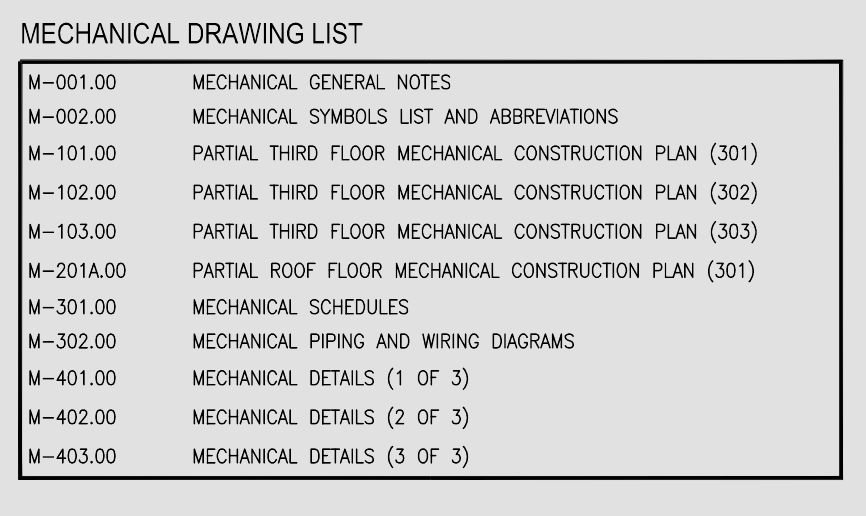 MECHANICAL DRAWING LIST
M-001.00 MECHANICAL GENERAL NOTES
M-002.00 MECHANICAL SYMBOLS LIST AND ABBREVIATIONS
M-101.00 PARTIAL THIRD FLOOR MECHANICAL CONSTRUCTION PLAN (301)
M-102.00 PARTIAL THIRD FLOOR MECHANICAL CONSTRUCTION PLAN (302)
M-103.00 PARTIAL THIRD FLOOR MECHANICAL CONSTRUCTION PLAN (303)
M-201A.00 PARTIAL ROOF FLOOR MECHANICAL CONSTRUCTION PLAN (301)
M-301.00 MECHANICAL SCHEDULES
M-302.00 MECHANICAL PIPING AND WIRING DIAGRAMS
M-401.00 MECHANICAL DETAILS (1 OF 3)
M-402.00 MECHANICAL DETAILS (2 OF 3)
M-403.00 MECHANICAL DETAILS (3 OF 3)